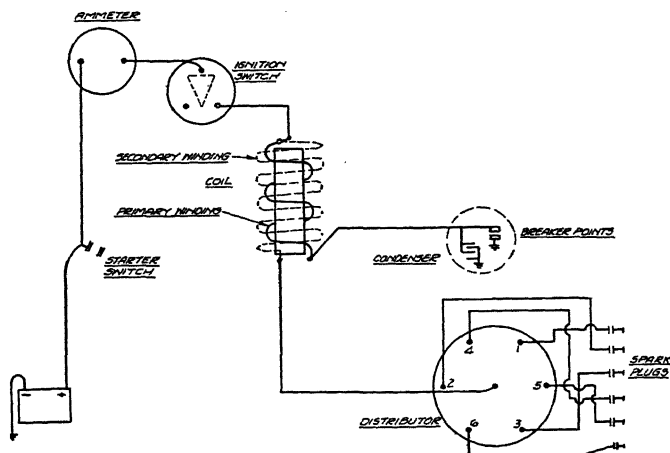 AMMETER
IGNITION
SWITCH
SECONDARY WINDING
COIL
PRIMARY WINDING
BREAKER POINTS
CONDENSER
STARTER
SWITCH
4
1
SPARK
PLUGS
2
5
- +
DISTRIBUTOR
6
3